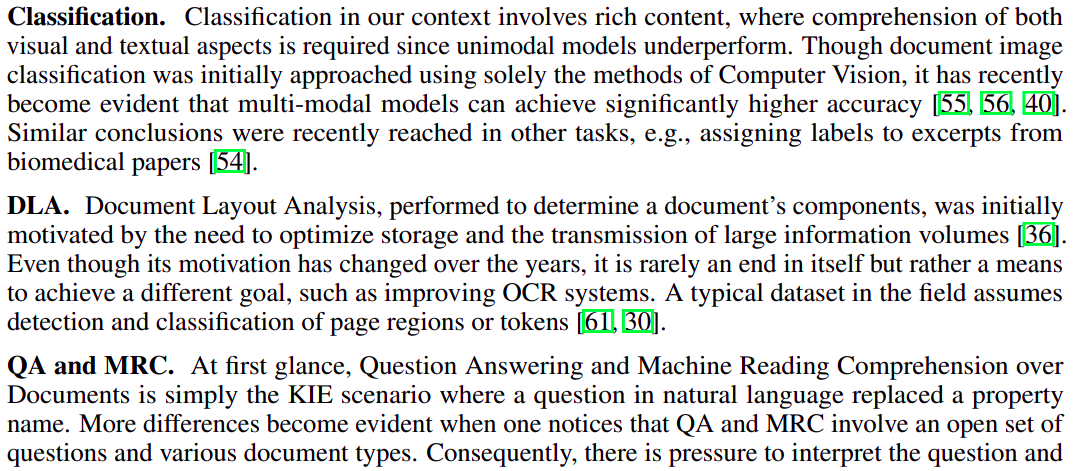 Classification. Classification in our context involves rich content, where comprehension of both
visual and textual aspects is required since unimodal models underperform. Though document image
classification was initially approached using solely the methods of Computer Vision, it has recently
become evident that multi-modal models can achieve significantly higher accuracy [55, 56, 40].
Similar conclusions were recently reached in other tasks, e.g., assigning labels to excerpts from
biomedical papers [54].
DLA. Document Layout Analysis, performed to determine a document's components, was initially
motivated by the need to optimize storage and the transmission of large information volumes [36].
Even though its motivation has changed over the years, it is rarely an end in itself but rather a means
to achieve a different goal, such as improving OCR systems. A typical dataset in the field assumes
detection and classification of page regions or tokens [61, 30].
QA and MRC. At first glance, Question Answering and Machine Reading Comprehension over
Documents is simply the KIE scenario where a question in natural language replaced a property
name. More differences become evident when one notices that QA and MRC involve an open set of
questions and various document types. Consequently, there is pressure to interpret the question and